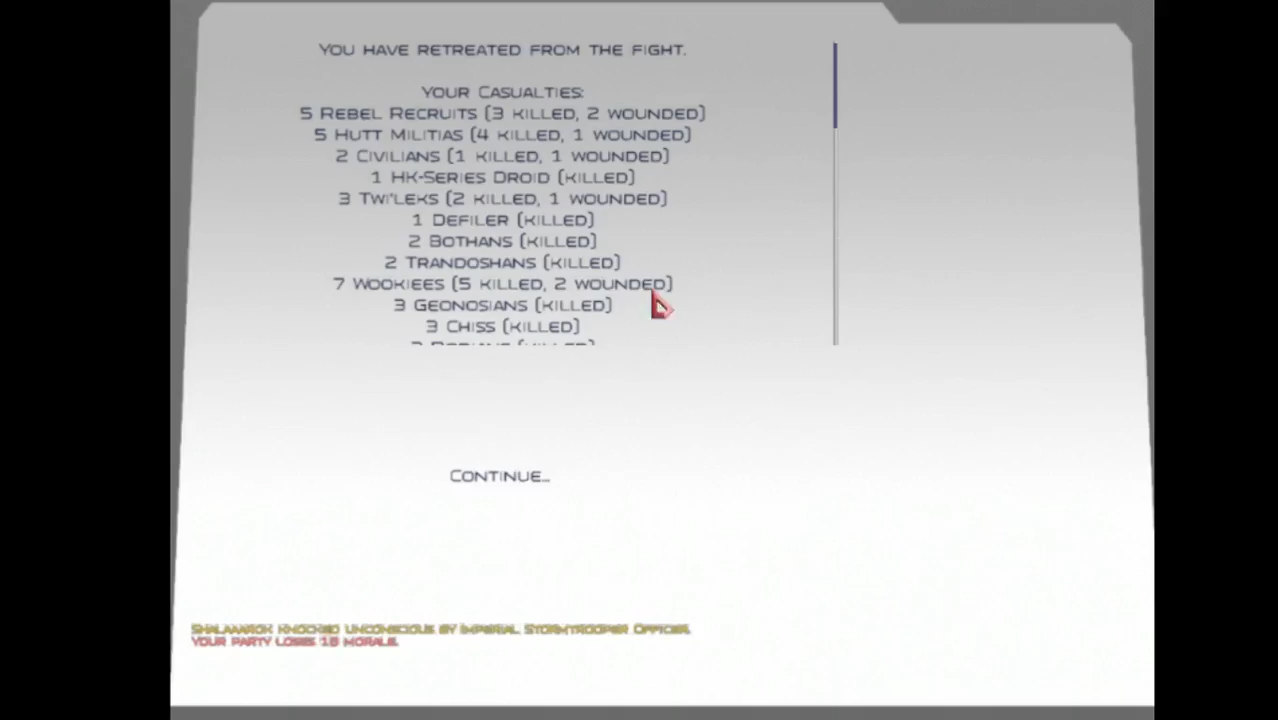 You have retreated from the fight.
Your Casualties:
5 Rebel Recruits (3 killed, 2 wounded)
5 Hutt Militias (4 killed, 1 wounded)
2 Civilians (1 killed, 1 wounded)
1 HK-Series Droid (killed)
3 Twi'leks (2 killed, 1 wounded)
1 Defiler (killed)
2 Bothans (killed)
2 Trandoshans (killed)
7 Wookiees (5 killed, 2 wounded)
3 Geonosians (killed)
3 Chiss (killed)
Continue...
knocked unconscious by Imperial Stormtrooper Officer.
Your party loses 18 morale.